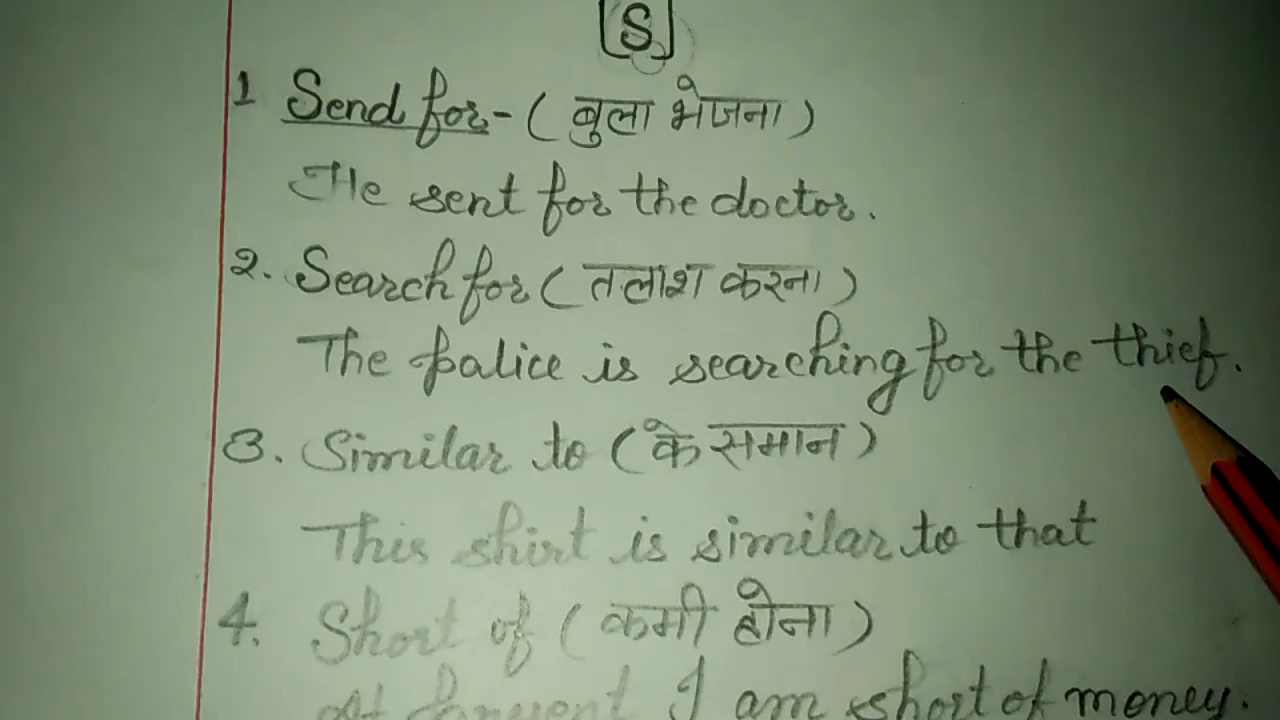 [S]
1 Send for - ( बुला भेजना )
He sent for the doctor.
2. Search for ( तलाश करना )
The palice is searching for the thief.
3. Similar to ( के समान )
This shirt is similar to that
4. Short of ( कमी होना )
At I am short of money.